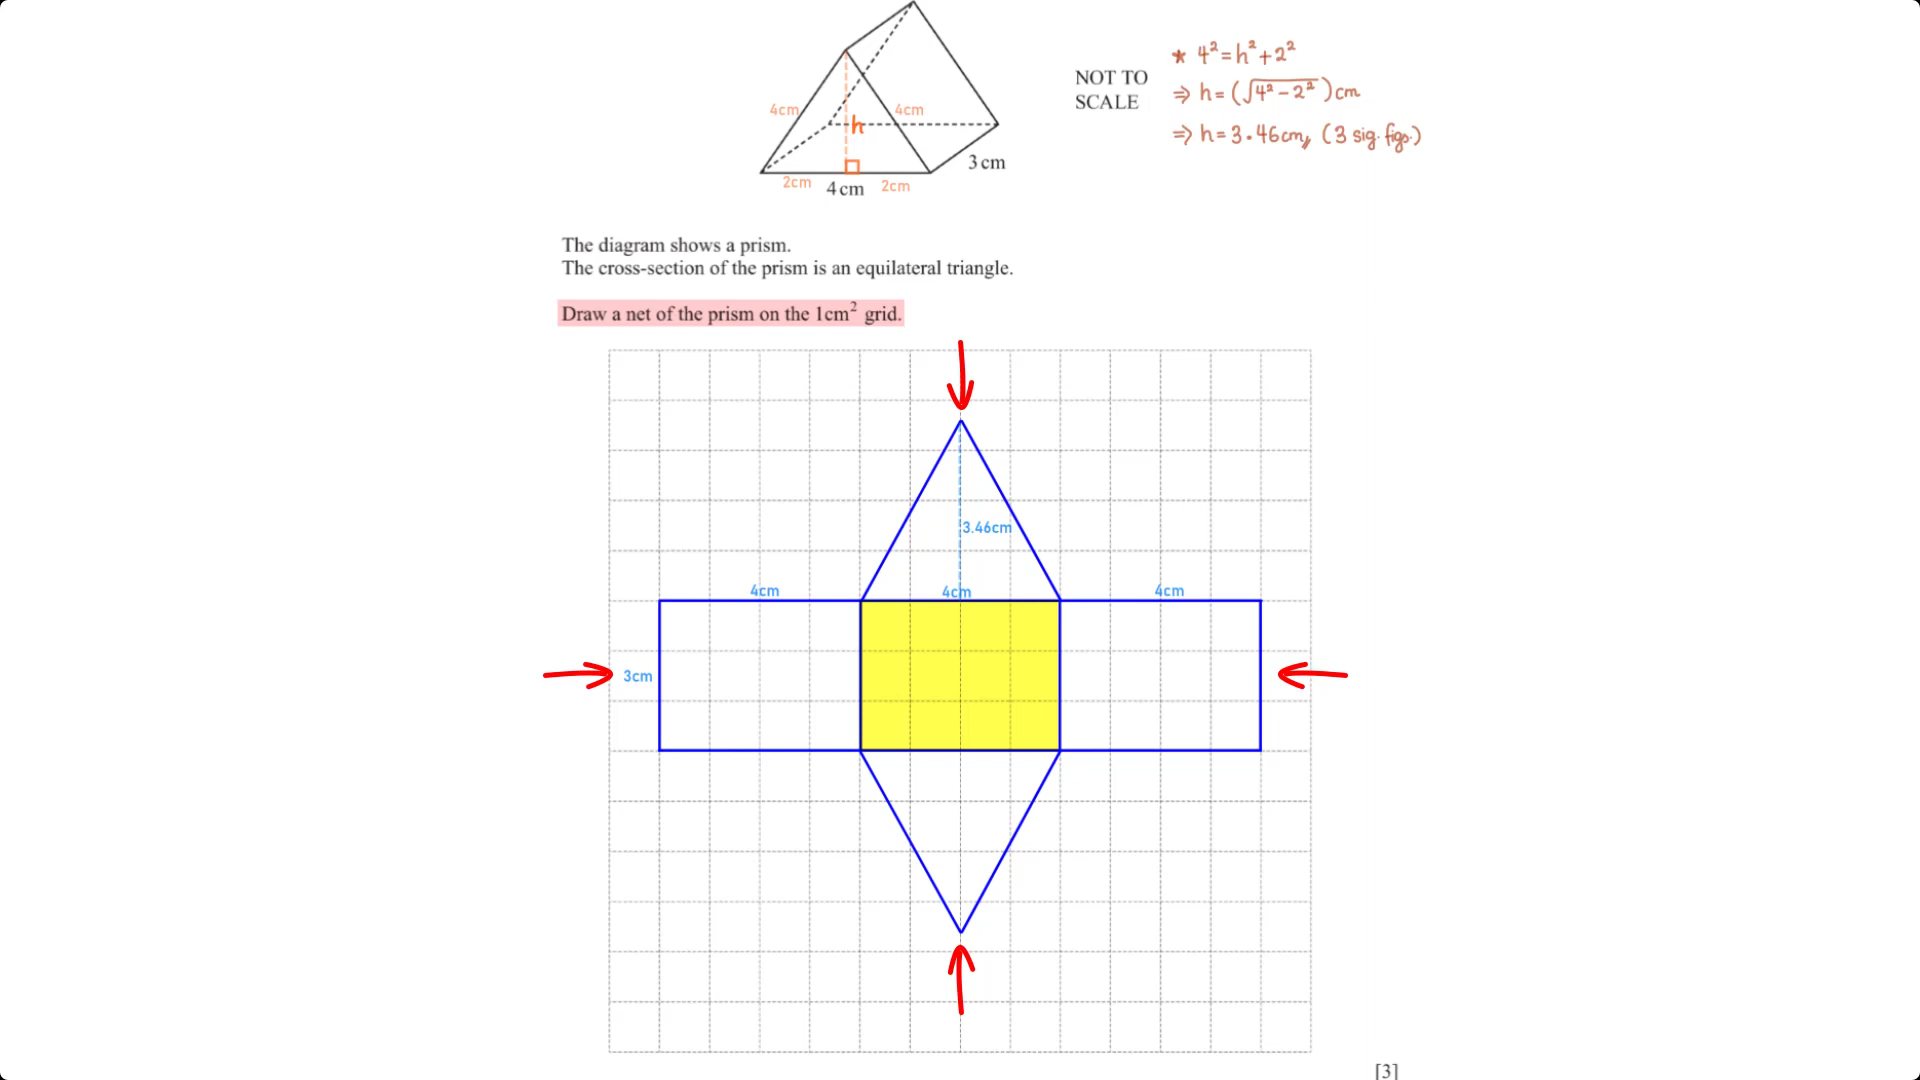 * 4² = h² + 2²
NOT TO
SCALE
⇒ h = (√4² − 2²) cm
⇒ h = 3.46cm, (3 sig. figs.)
4cm
4cm
h
3 cm
2cm
4 cm
2cm
The diagram shows a prism.
The cross-section of the prism is an equilateral triangle.
Draw a net of the prism on the 1cm² grid.
3.46cm
4cm
4cm
4cm
3cm
[3]